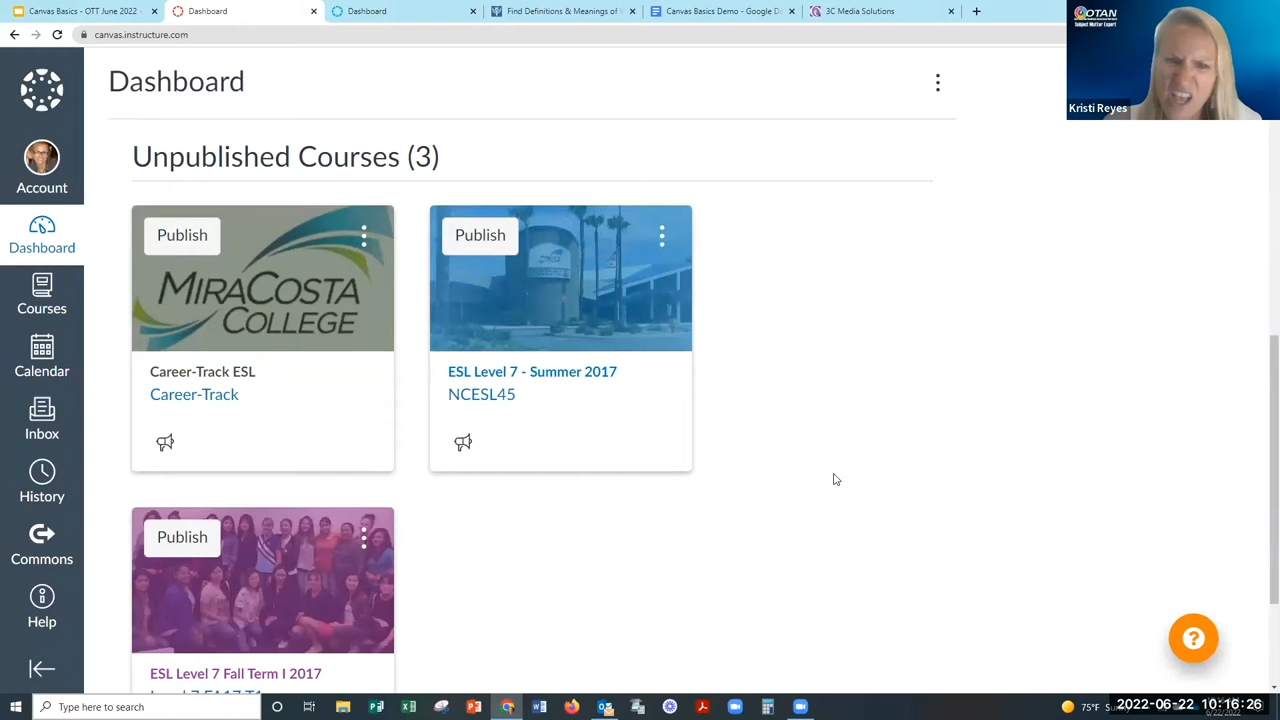 Canvas Basics - OTT June 2022 -
Dashboard
Dashboard
Find Definitions & Meanings of
Canvas Basics Demo - Google D
3C Media Solutions
canvas.instructure.com
OTAN
Subject Matter Expert
Kristi Reyes
Account
Dashboard
Courses
Calendar
Inbox
History
Commons
Help
Dashboard
Unpublished Courses (3)
Publish
MIRACOSTA
COLLEGE
Career-Track ESL
Career-Track
Publish
ESL Level 7 - Summer 2017
NCESL45
Publish
ESL Level 7 Fall Term I 2017
Type here to search
75°F
2022-06-22 10:16:26